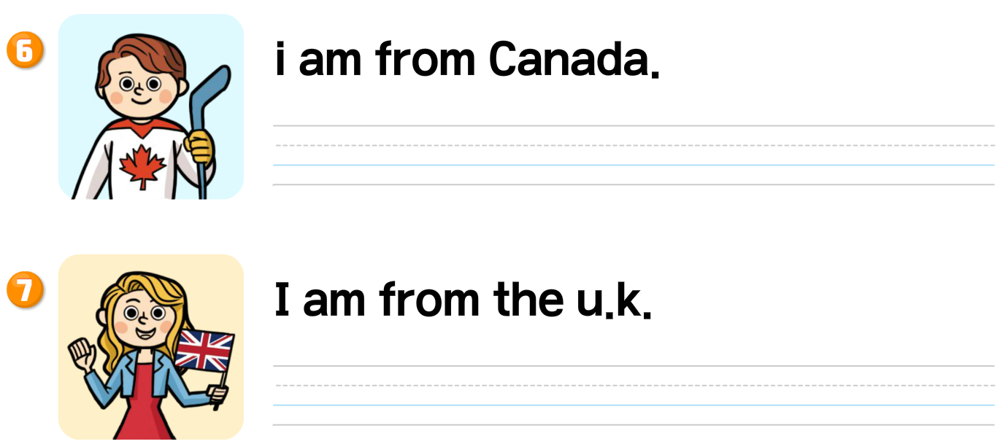 6
i am from Canada.
7
I am from the u.k.